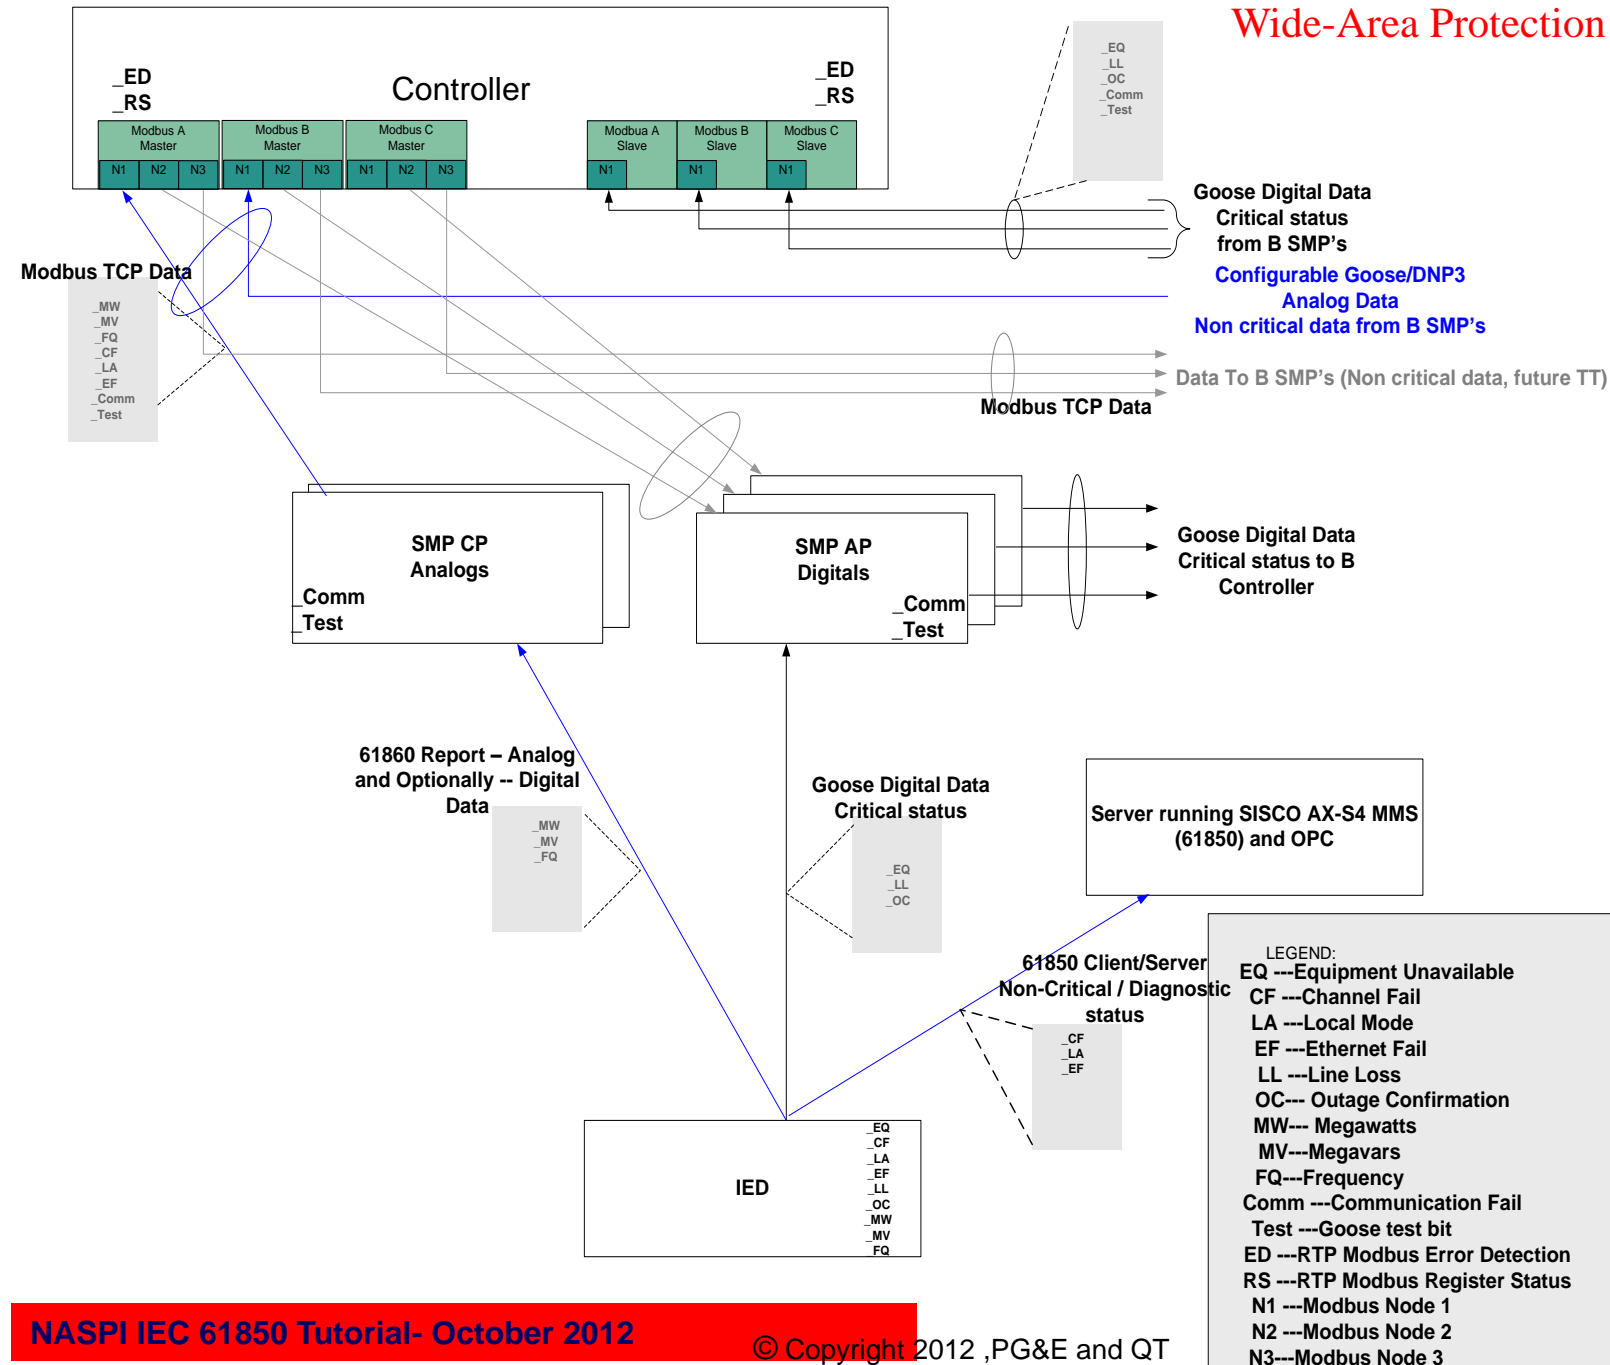 Wide-Area Protection
_ED
_RS
Controller
_ED
_RS
Modbus A
Master
N1 N2 N3
Modbus B
Master
N1 N2 N3
Modbus C
Master
N1 N2 N3
Modbua A
Slave
N1
Modbus B
Slave
N1
Modbus C
Slave
N1
_EQ
_LL
_OC
_Comm
_Test
Goose Digital Data
Critical status
from B SMP's
Configurable Goose/DNP3
Analog Data
Non critical data from B SMP's
Modbus TCP Data
_MW
_MV
_FQ
_CF
_LA
_EF
_Comm
_Test
Data To B SMP's (Non critical data, future TT)
Modbus TCP Data
SMP CP
Analogs
_Comm
_Test
SMP AP
Digitals
_Comm
_Test
Goose Digital Data
Critical status to B
Controller
61860 Report – Analog
and Optionally -- Digital
Data
_MW
_MV
_FQ
Goose Digital Data
Critical status
_EQ
_LL
_OC
Server running SISCO AX-S4 MMS
(61850) and OPC
61850 Client/Server
Non-Critical / Diagnostic
status
_CF
_LA
_EF
IED
_EQ
_CF
_LA
_EF
_LL
_OC
_MW
_MV
_FQ
LEGEND:
EQ ---Equipment Unavailable
CF ---Channel Fail
LA ---Local Mode
EF ---Ethernet Fail
LL ---Line Loss
OC--- Outage Confirmation
MW--- Megawatts
MV---Megavars
FQ---Frequency
Comm ---Communication Fail
Test ---Goose test bit
ED ---RTP Modbus Error Detection
RS ---RTP Modbus Register Status
N1 ---Modbus Node 1
N2 ---Modbus Node 2
N3---Modbus Node 3
NASPI IEC 61850 Tutorial- October 2012
© Copyright 2012 ,PG&E and QT